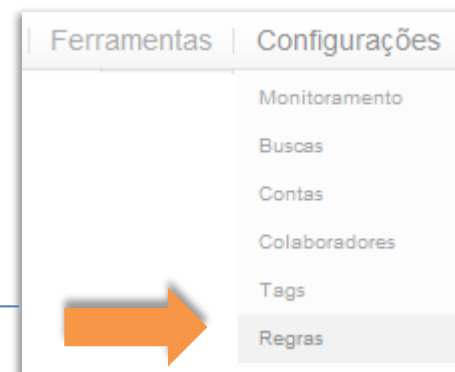 Ferramentas | Configurações
Monitoramento
Buscas
Contas
Colaboradores
Tags
Regras